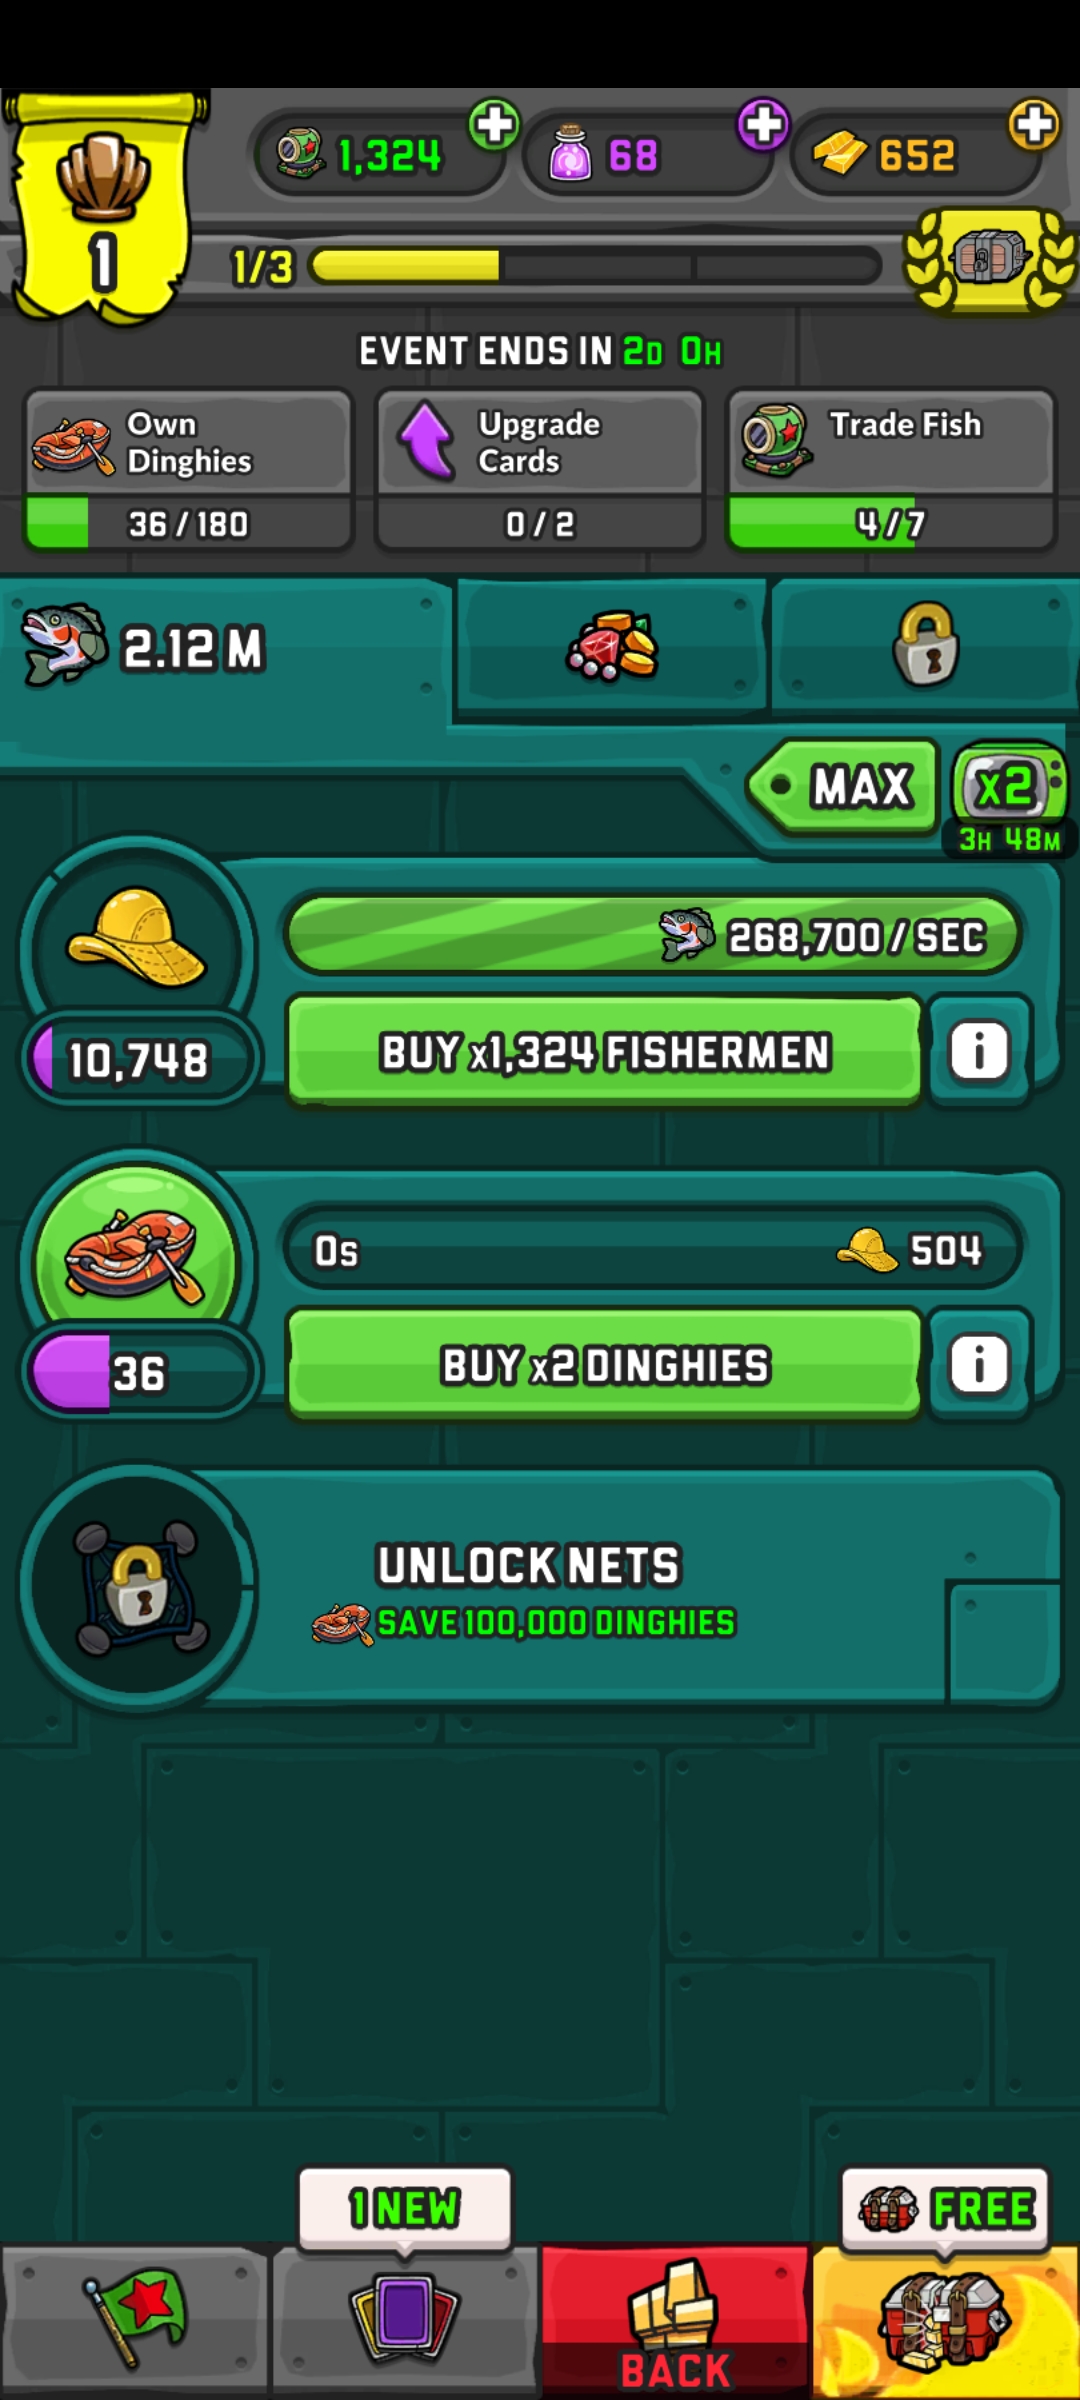 1,324
68
652
1
1/3
EVENT ENDS IN 2D 0H
Own
Dinghies
36 / 180
Upgrade
Cards
0 / 2
Trade Fish
4 / 7
2.12 M
MAX
x2
3H 48M
268,700 / SEC
10,748
BUY x1,324 FISHERMEN
i
0s
504
36
BUY x2 DINGHIES
i
UNLOCK NETS
SAVE 100,000 DINGHIES
1 NEW
FREE
BACK